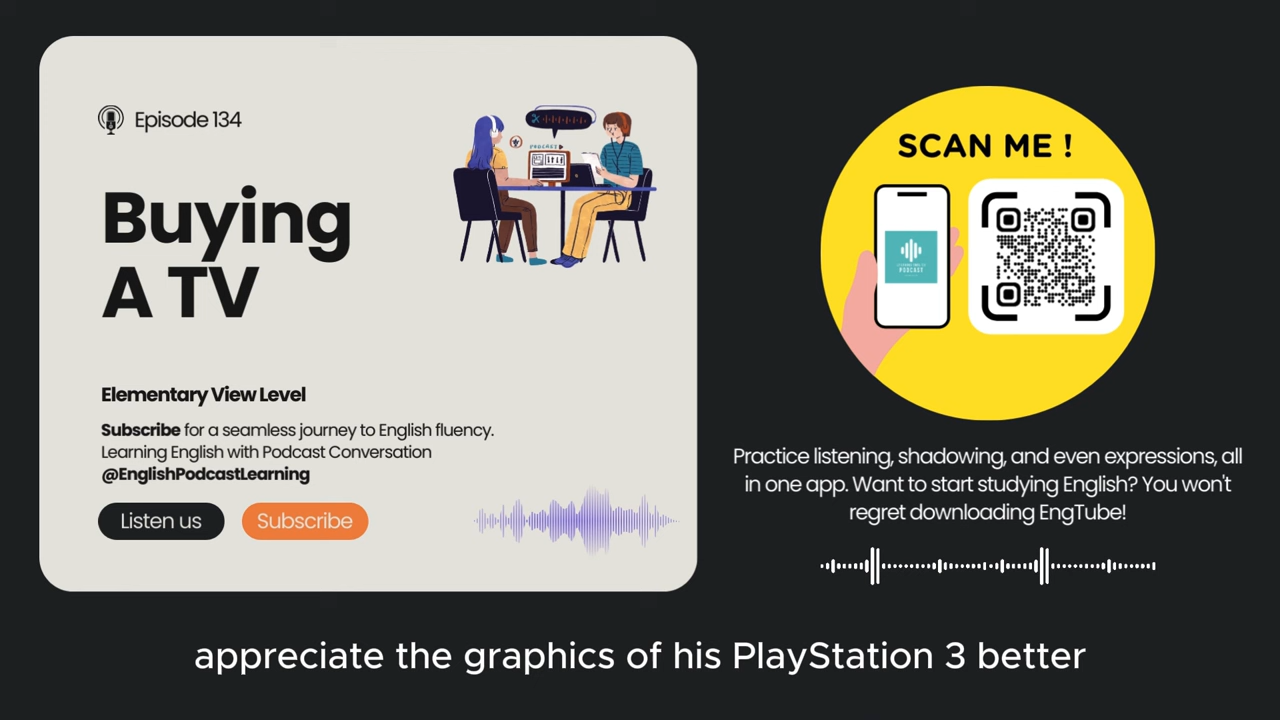 Episode 134
PODCAST
Buying
A TV
Elementary View Level
Subscribe for a seamless journey to English fluency.
Learning English with Podcast Conversation
@EnglishPodcastLearning
Listen us
Subscribe
SCAN ME !
PODCAST
Practice listening, shadowing, and even expressions, all
in one app. Want to start studying English? You won't
regret downloading EngTube!
appreciate the graphics of his PlayStation 3 better